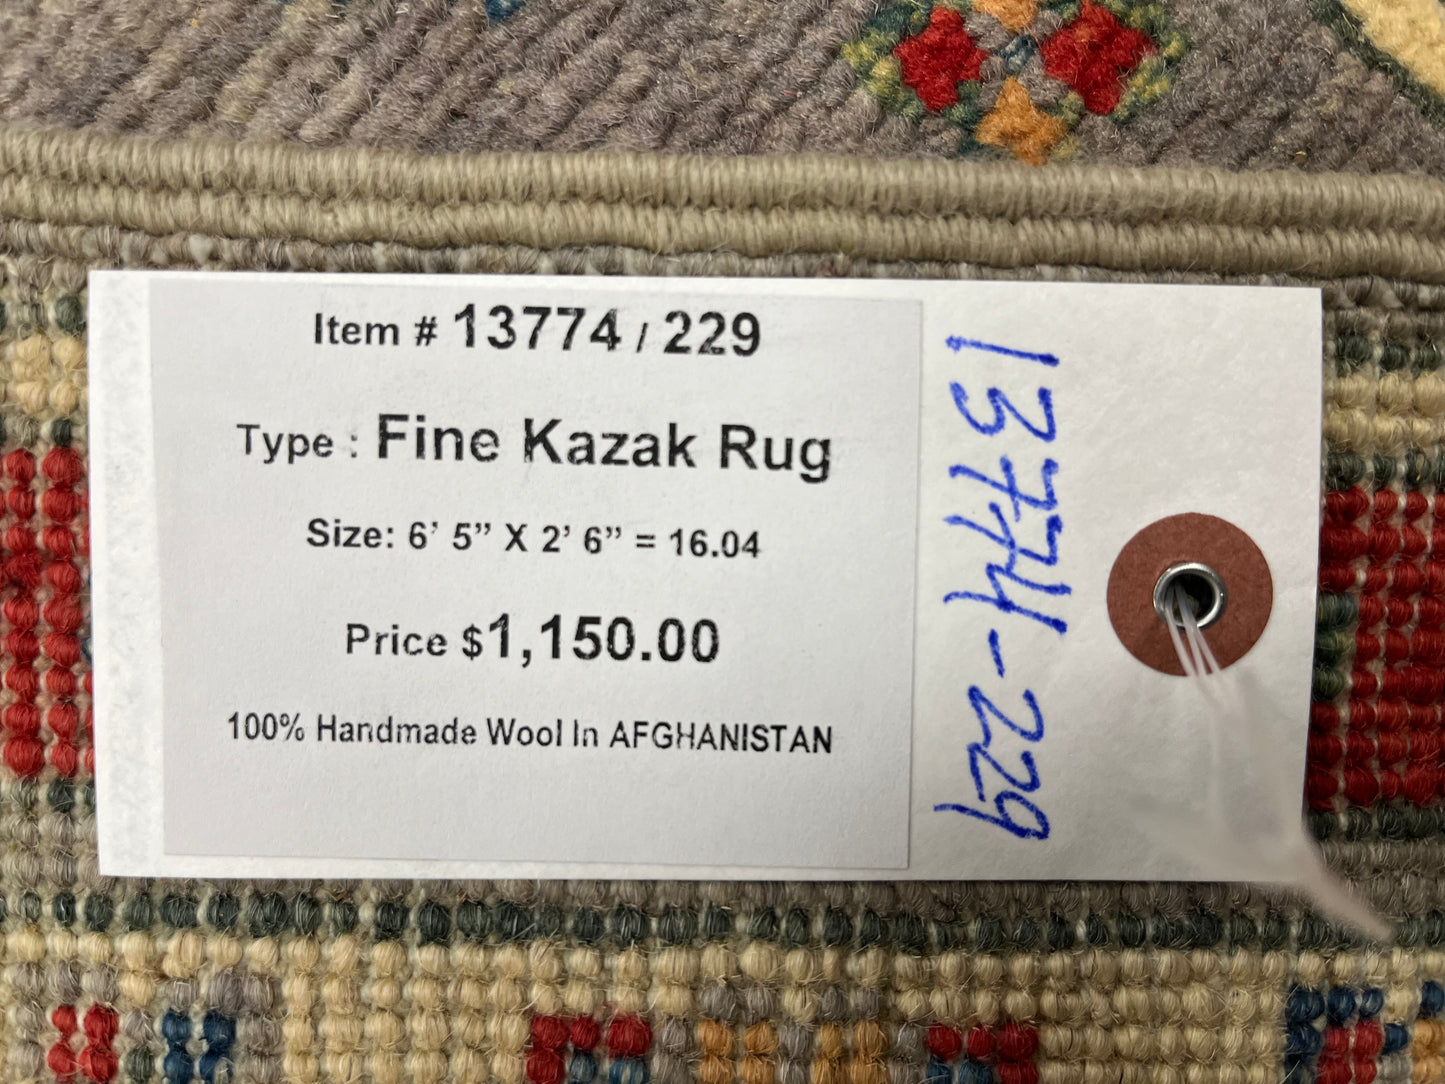 Item # 13774 / 229
Type : Fine Kazak Rug
Size: 6’ 5” X 2’ 6” = 16.04
Price $1,150.00
100% Handmade Wool In AFGHANISTAN
13774-229